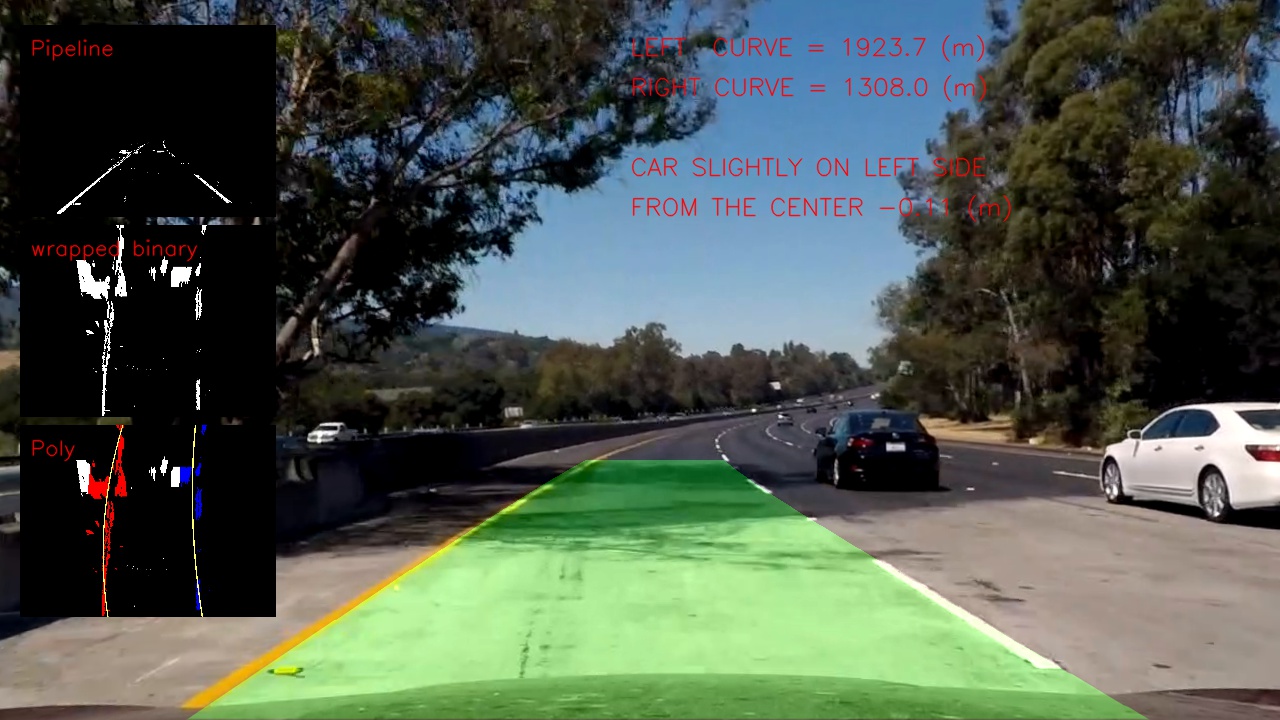 Pipeline
LEFT CURVE = 1923.7 (m)
RIGHT CURVE = 1308.0 (m)
CAR SLIGHTLY ON LEFT SIDE
FROM THE CENTER -0.11 (m)
wrapped binary
Poly